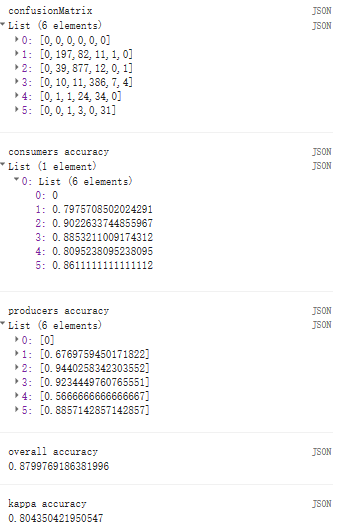 confusionMatrix JSON
List (6 elements) JSON
0: [0,0,0,0,0,0]
1: [0,197,82,11,1,0]
2: [0,39,877,12,0,1]
3: [0,10,11,386,7,4]
4: [0,1,1,24,34,0]
5: [0,0,1,3,0,31]
consumers accuracy JSON
List (1 element) JSON
0: List (6 elements)
0: 0
1: 0.7975708502024291
2: 0.9022633744855967
3: 0.8853211009174312
4: 0.8095238095238095
5: 0.8611111111111112
producers accuracy JSON
List (6 elements) JSON
0: [0]
1: [0.6769759450171822]
2: [0.9440258342303552]
3: [0.9234449760765551]
4: [0.5666666666666667]
5: [0.8857142857142857]
overall accuracy JSON
0.8799769186381996
kappa accuracy JSON
0.804350421950547